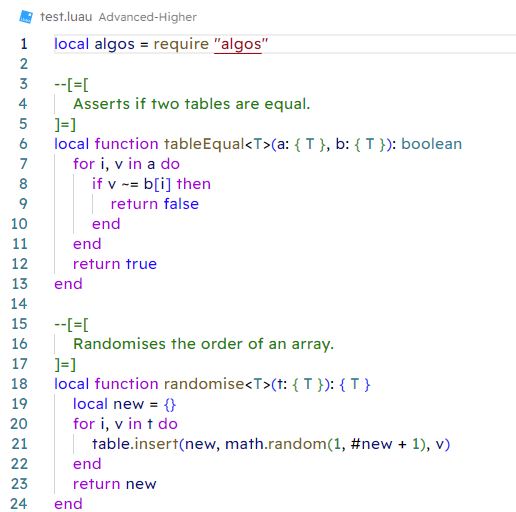 test.luau Advanced-Higher
1 local algos = require "algos"
2
3 --[=[
4 Asserts if two tables are equal.
5 ]=]
6 local function tableEqual<T>(a: { T }, b: { T }): boolean
7 for i, v in a do
8 if v ~= b[i] then
9 return false
10 end
11 end
12 return true
13 end
14
15 --[=[
16 Randomises the order of an array.
17 ]=]
18 local function randomise<T>(t: { T }): { T }
19 local new = {}
20 for i, v in t do
21 table.insert(new, math.random(1, #new + 1), v)
22 end
23 return new
24 end